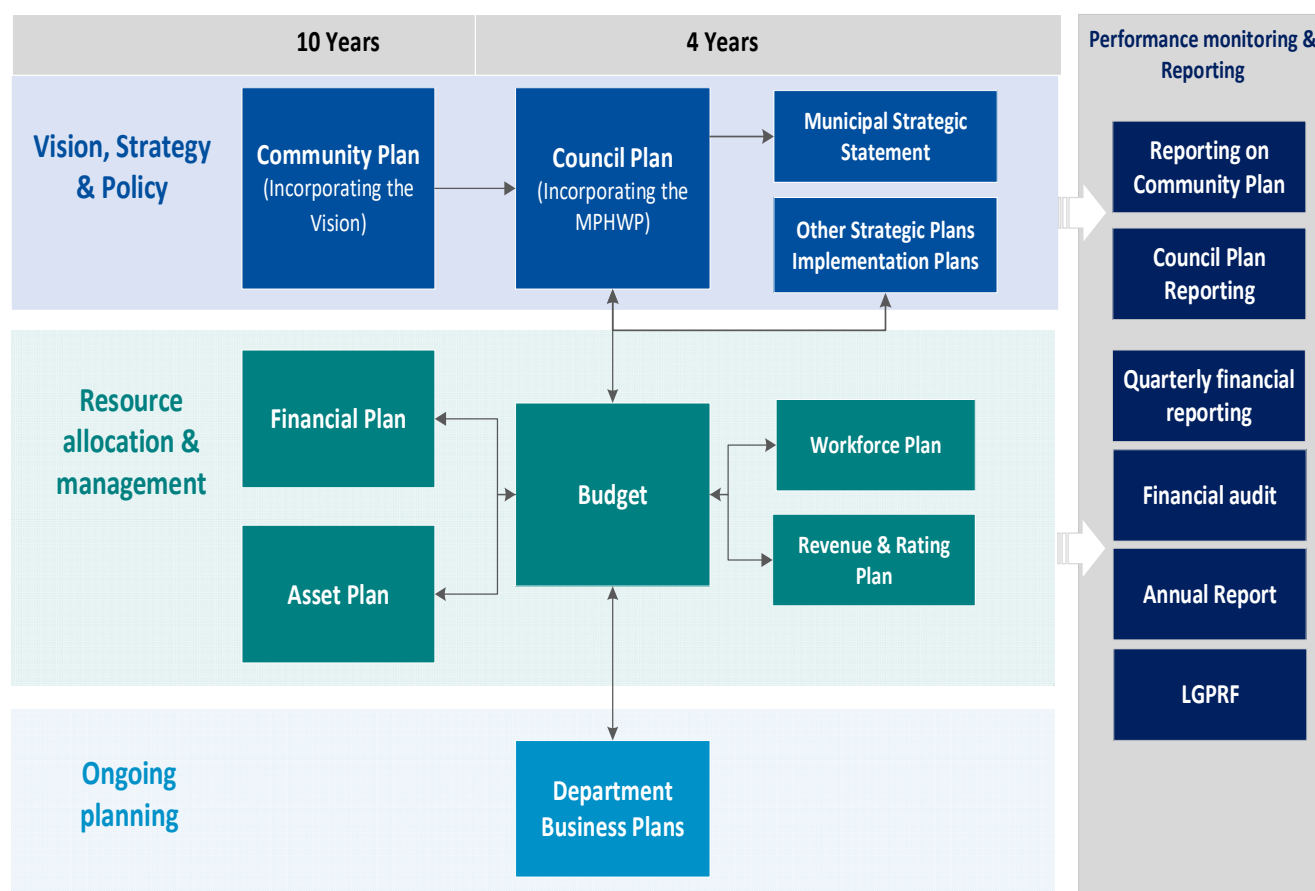 10 Years
4 Years
Performance monitoring &
Reporting
Vision, Strategy
& Policy
Community Plan
(Incorporating the
Vision)
Council Plan
(Incorporating the
MPHWP)
Municipal Strategic
Statement
Other Strategic Plans
Implementation Plans
Reporting on
Community Plan
Council Plan
Reporting
Resource
allocation &
management
Financial Plan
Asset Plan
Budget
Workforce Plan
Revenue & Rating
Plan
Quarterly financial
reporting
Financial audit
Annual Report
LGPRF
Ongoing
planning
Department
Business Plans